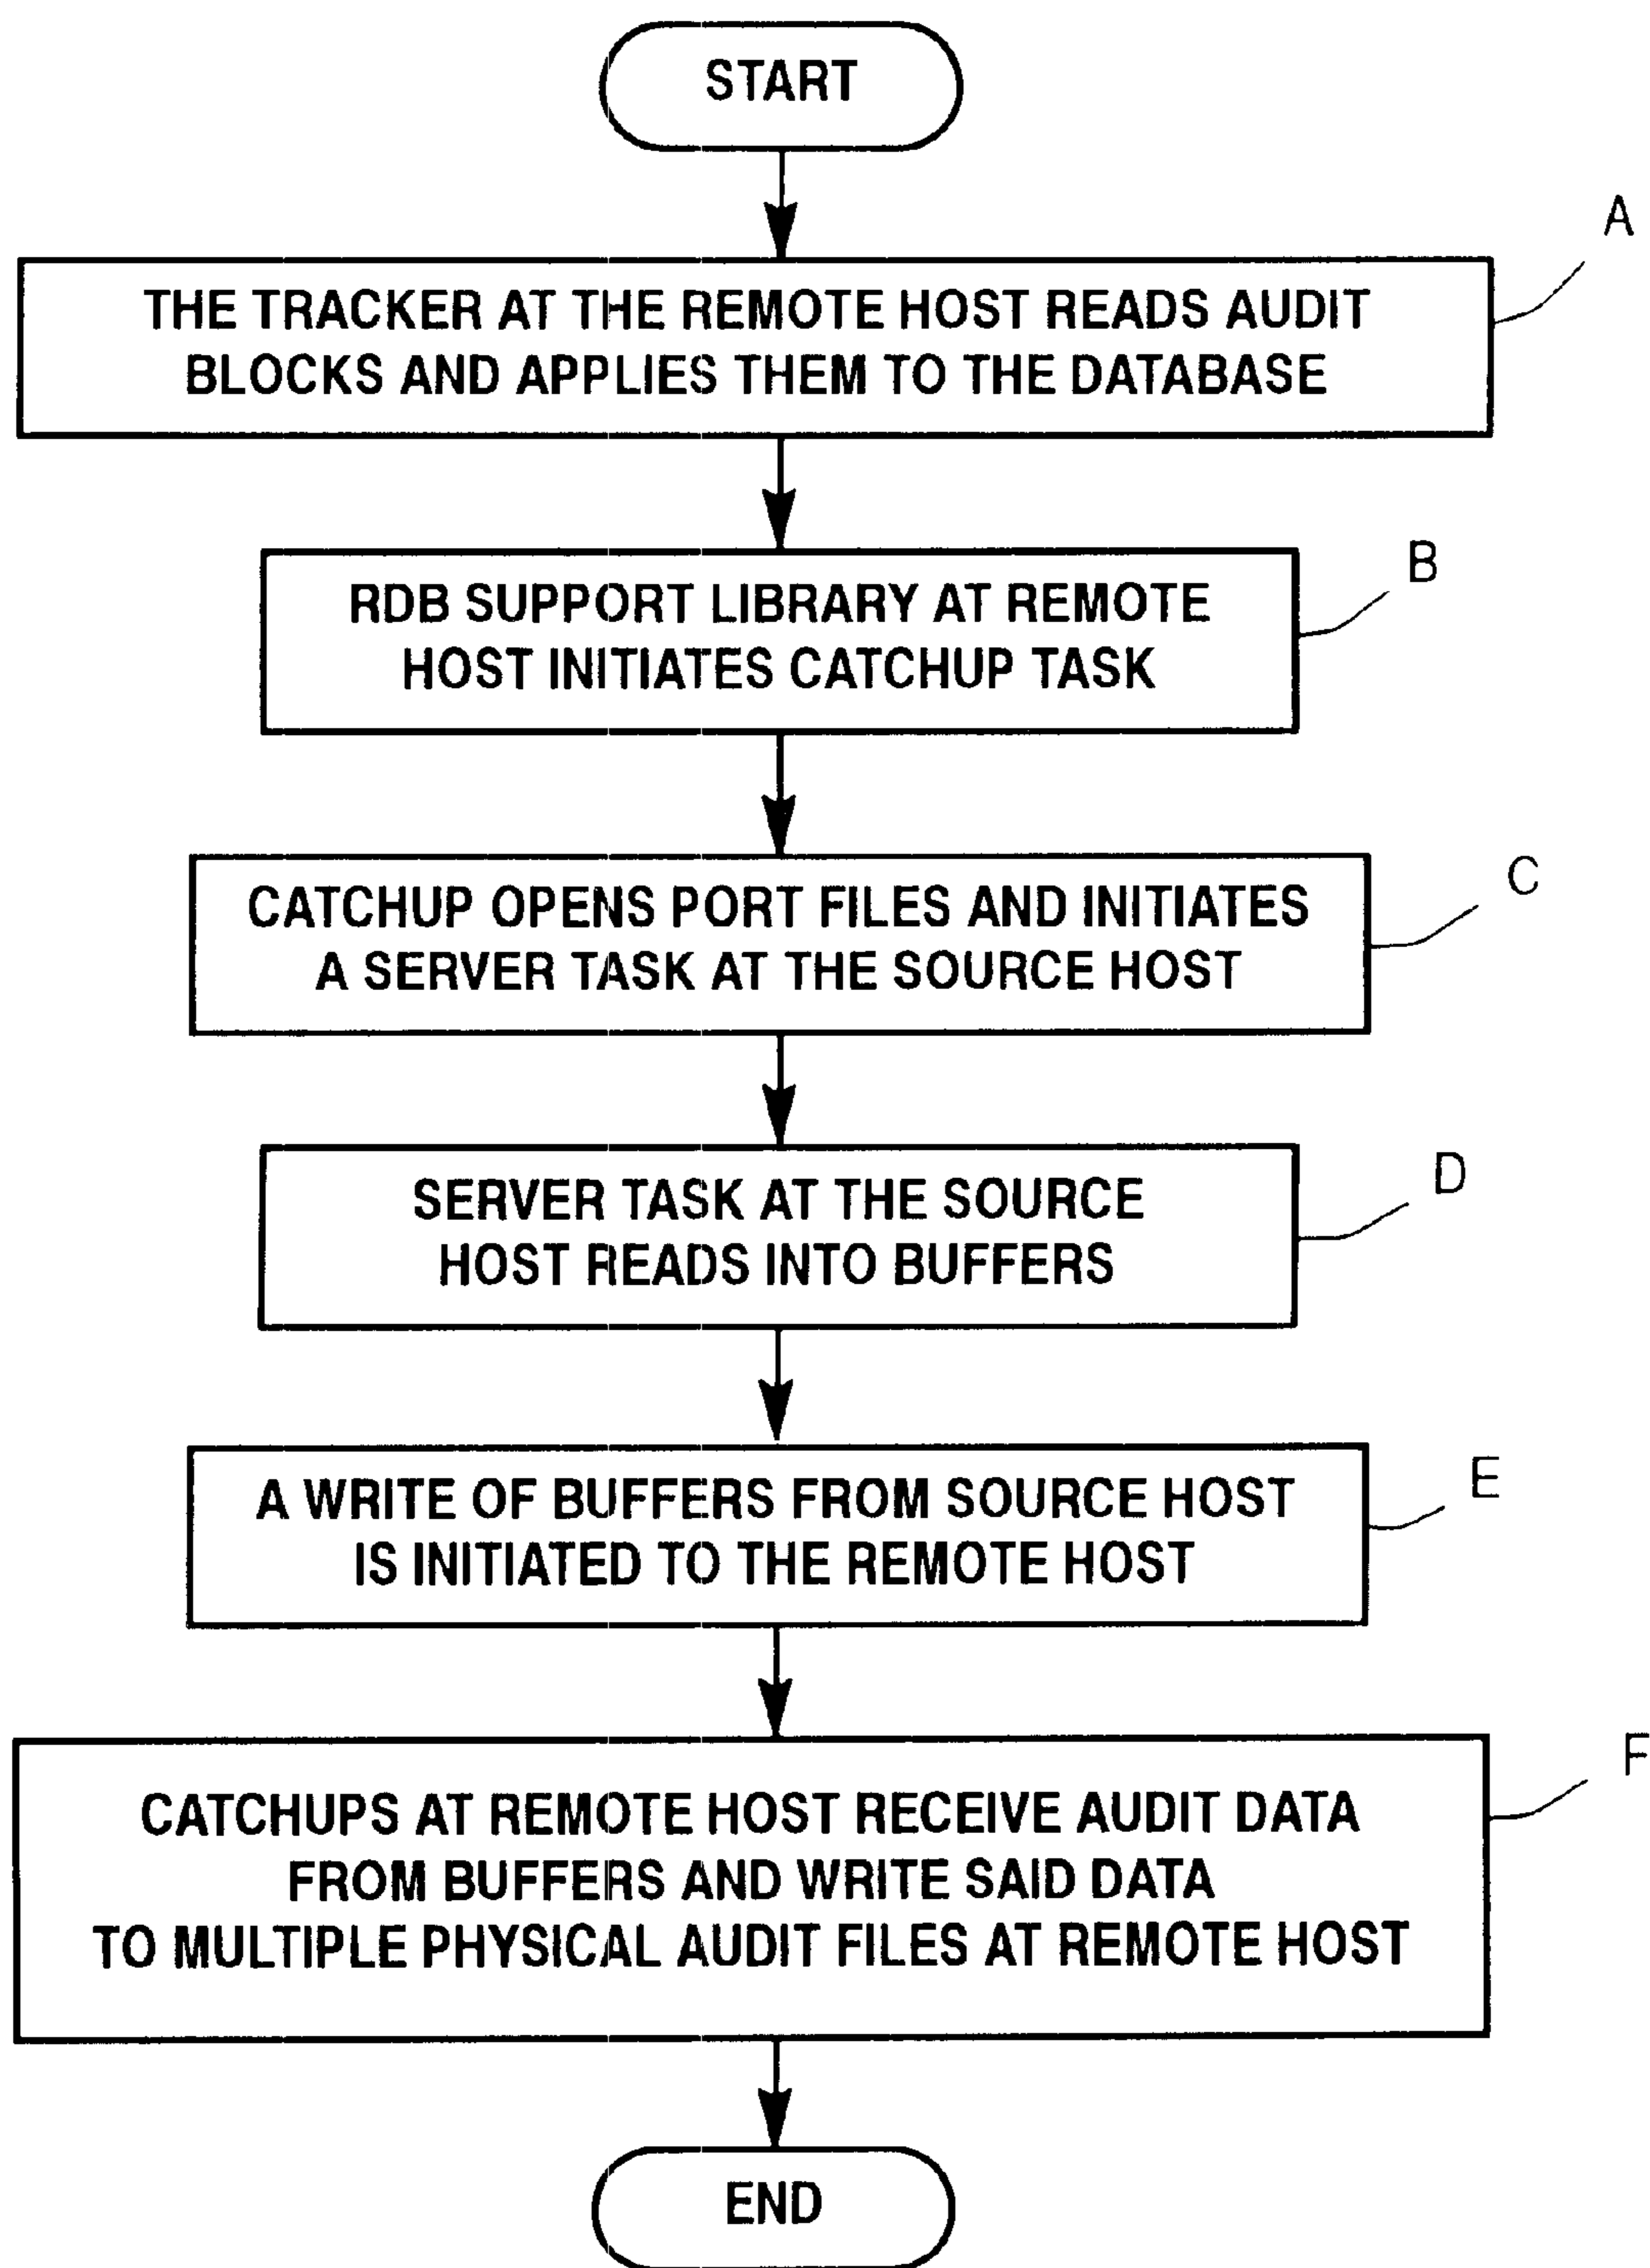 START
A
THE TRACKER AT THE REMOTE HOST READS AUDIT
BLOCKS AND APPLIES THEM TO THE DATABASE
B
RDB SUPPORT LIBRARY AT REMOTE
HOST INITIATES CATCHUP TASK
C
CATCHUP OPENS PORT FILES AND INITIATES
A SERVER TASK AT THE SOURCE HOST
D
SERVER TASK AT THE SOURCE
HOST READS INTO BUFFERS
E
A WRITE OF BUFFERS FROM SOURCE HOST
IS INITIATED TO THE REMOTE HOST
F
CATCHUPS AT REMOTE HOST RECEIVE AUDIT DATA
FROM BUFFERS AND WRITE SAID DATA
TO MULTIPLE PHYSICAL AUDIT FILES AT REMOTE HOST
END